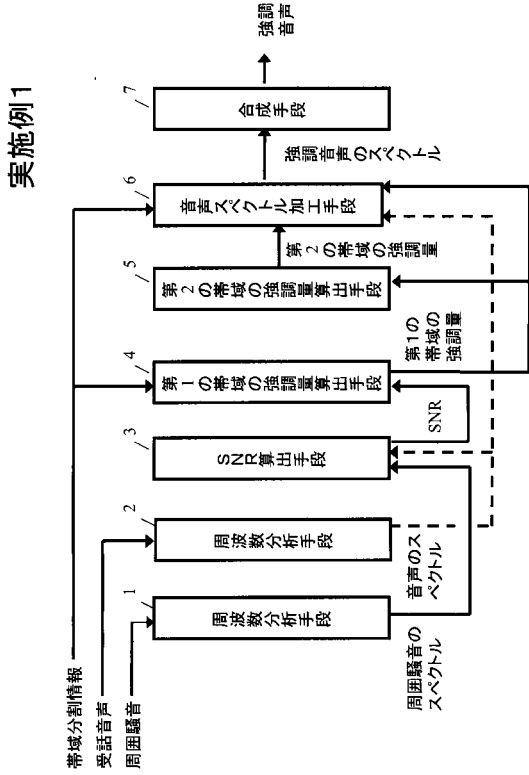 実施例1
帯域分割情報
受話音声
周囲騒音
1
周波数分析手段
周囲騒音の
スペクトル
2
周波数分析手段
音声のス
ペクトル
3
SNR算出手段
SNR
4
第1の帯域の強調量算出手段
第1の
帯域の
強調量
5
第2の帯域の強調量算出手段
第2の帯域の
強調量
6
音声スペクトル加工手段
強調音声のスペクトル
7
合成手段
強調
音声